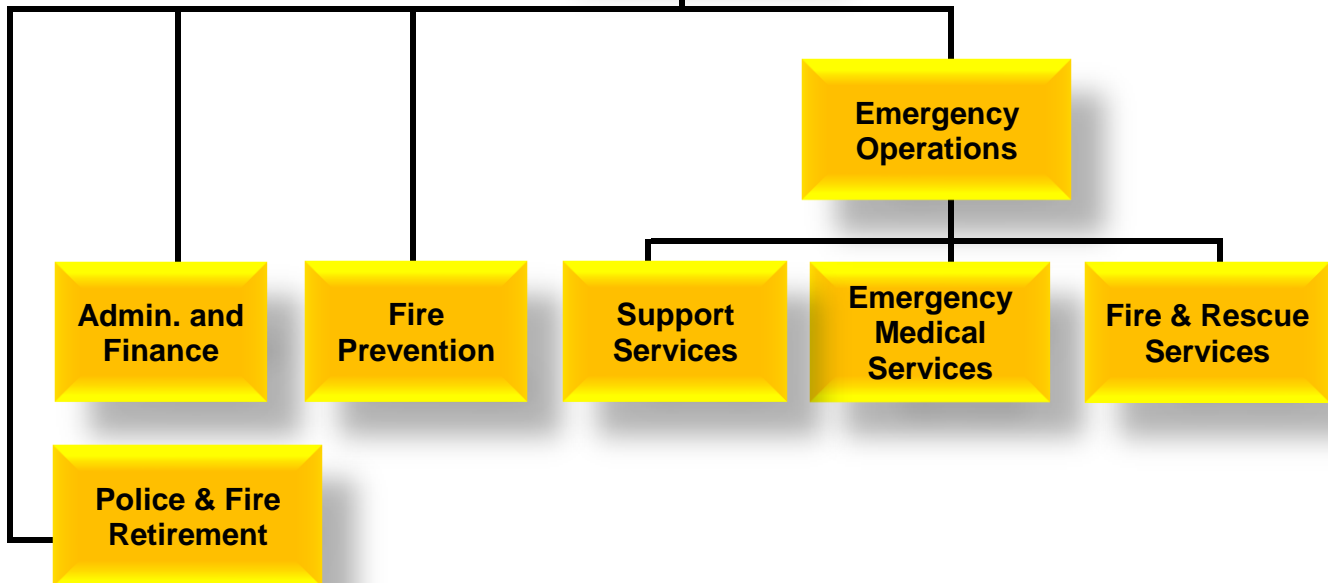 Emergency
Operations
Admin. and
Finance
Fire
Prevention
Support
Services
Emergency
Medical
Services
Fire & Rescue
Services
Police & Fire
Retirement